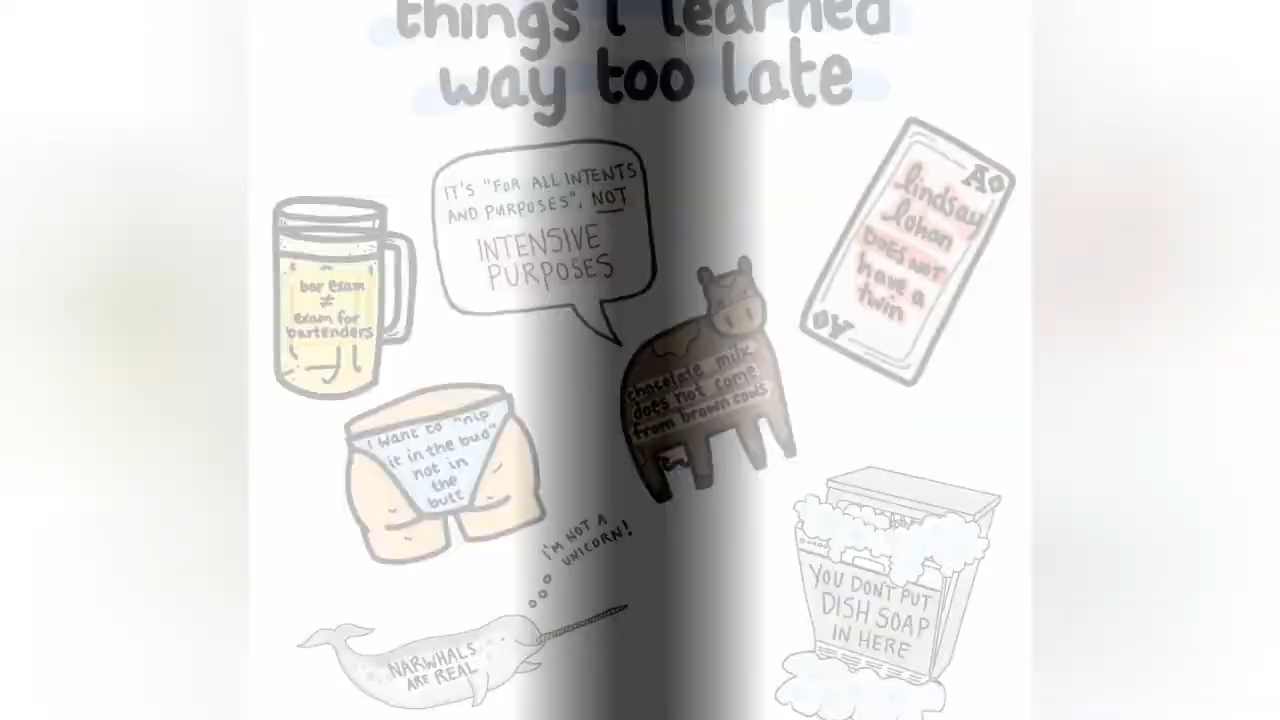 things I learned
way too late
IT'S "FOR ALL INTENTS
AND PURPOSES", NOT
INTENSIVE
PURPOSES
A
lindsay
lohan
DOES NOT
have a
twin
A
bar exam
≠
exam for
bartenders
chocolate milk
does not come
from brown cows
I want to "nip
it in the bud"
not in
the
butt
I'M NOT A
UNICORN!
NARWHALS
ARE REAL
YOU DON'T PUT
DISH SOAP
IN HERE